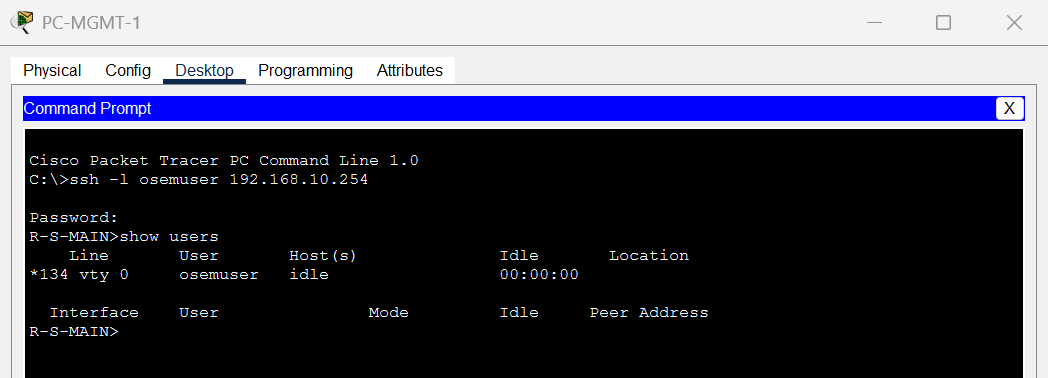 PC-MGMT-1
Physical Config Desktop Programming Attributes
Command Prompt X
Cisco Packet Tracer PC Command Line 1.0
C:\>ssh -l osemuser 192.168.10.254
Password:
R-S-MAIN>show users
Line User Host(s) Idle Location
*134 vty 0 osemuser idle 00:00:00
Interface User Mode Idle Peer Address
R-S-MAIN>